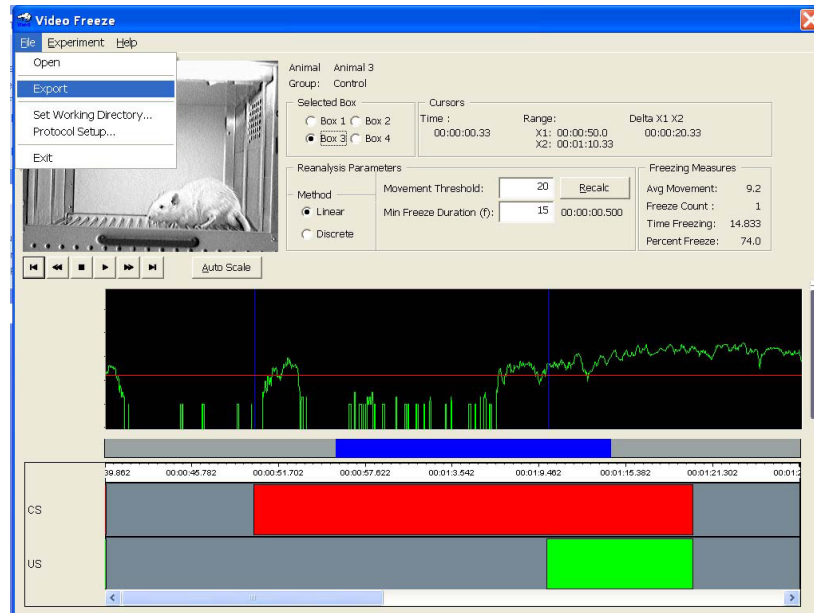 Video Freeze
File Experiment Help
Open
Export
Set Working Directory...
Protocol Setup...
Exit
Animal Animal 3
Group: Control
Selected Box
Box 1 Box 2
Box 3 Box 4
Cursors
Time : Range: Delta X1 X2
00:00:00.33 X1: 00:00:50.0 00:00:20.33
X2: 00:01:10.33
Reanalysis Parameters
Method
Linear
Discrete
Movement Threshold: 20 Recalc
Min Freeze Duration (f): 15 00:00:00.500
Freezing Measures
Avg Movement: 9.2
Freeze Count : 1
Time Freezing: 14.833
Percent Freeze: 74.0
Auto Scale
39.862 00:00:45.782 00:00:51.702 00:00:57.622 00:01:3.542 00:01:9.462 00:01:15.382 00:01:21.302 00:01:2
CS
US